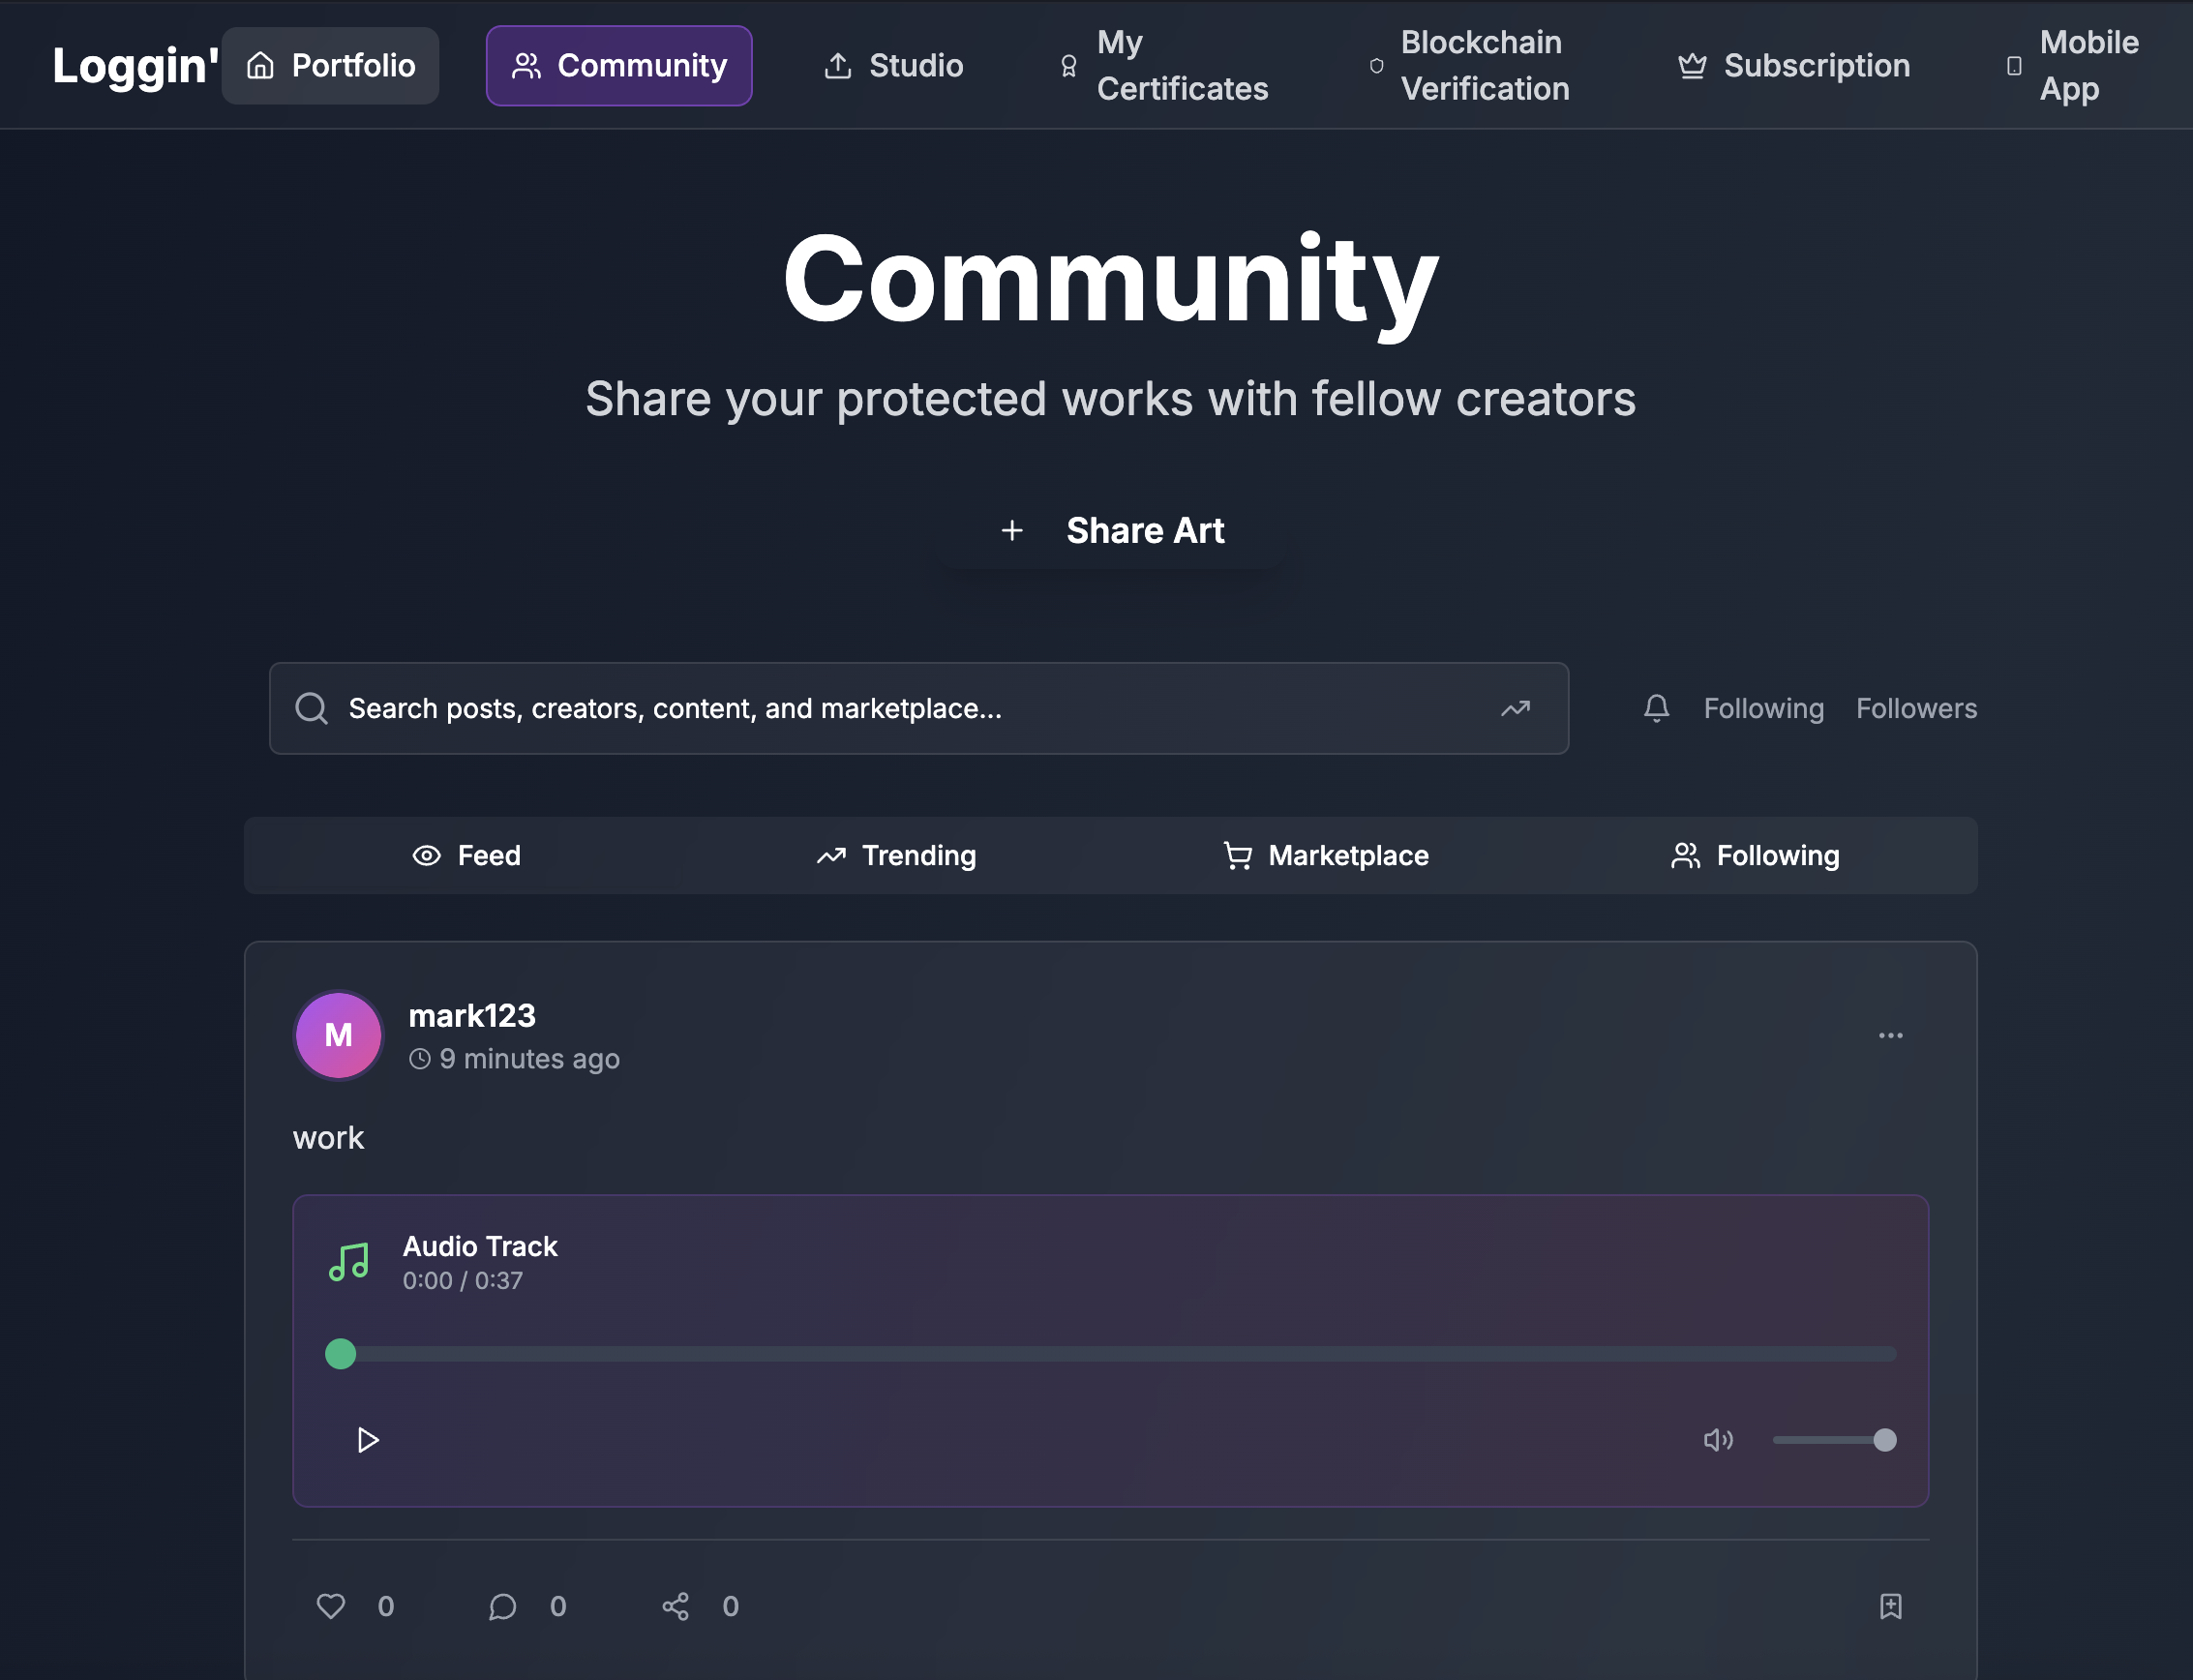 Loggin'
Portfolio
Community
Studio
My
Certificates
Blockchain
Verification
Subscription
Mobile
App
Community
Share your protected works with fellow creators
+ Share Art
Search posts, creators, content, and marketplace...
Following
Followers
Feed
Trending
Marketplace
Following
M
mark123
9 minutes ago
work
Audio Track
0:00 / 0:37
0
0
0